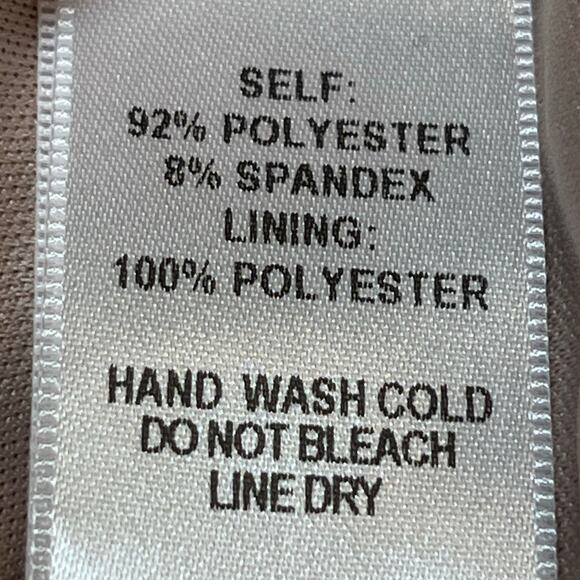 SELF:
92% POLYESTER
8% SPANDEX
LINING:
100% POLYESTER
HAND WASH COLD
DO NOT BLEACH
LINE DRY